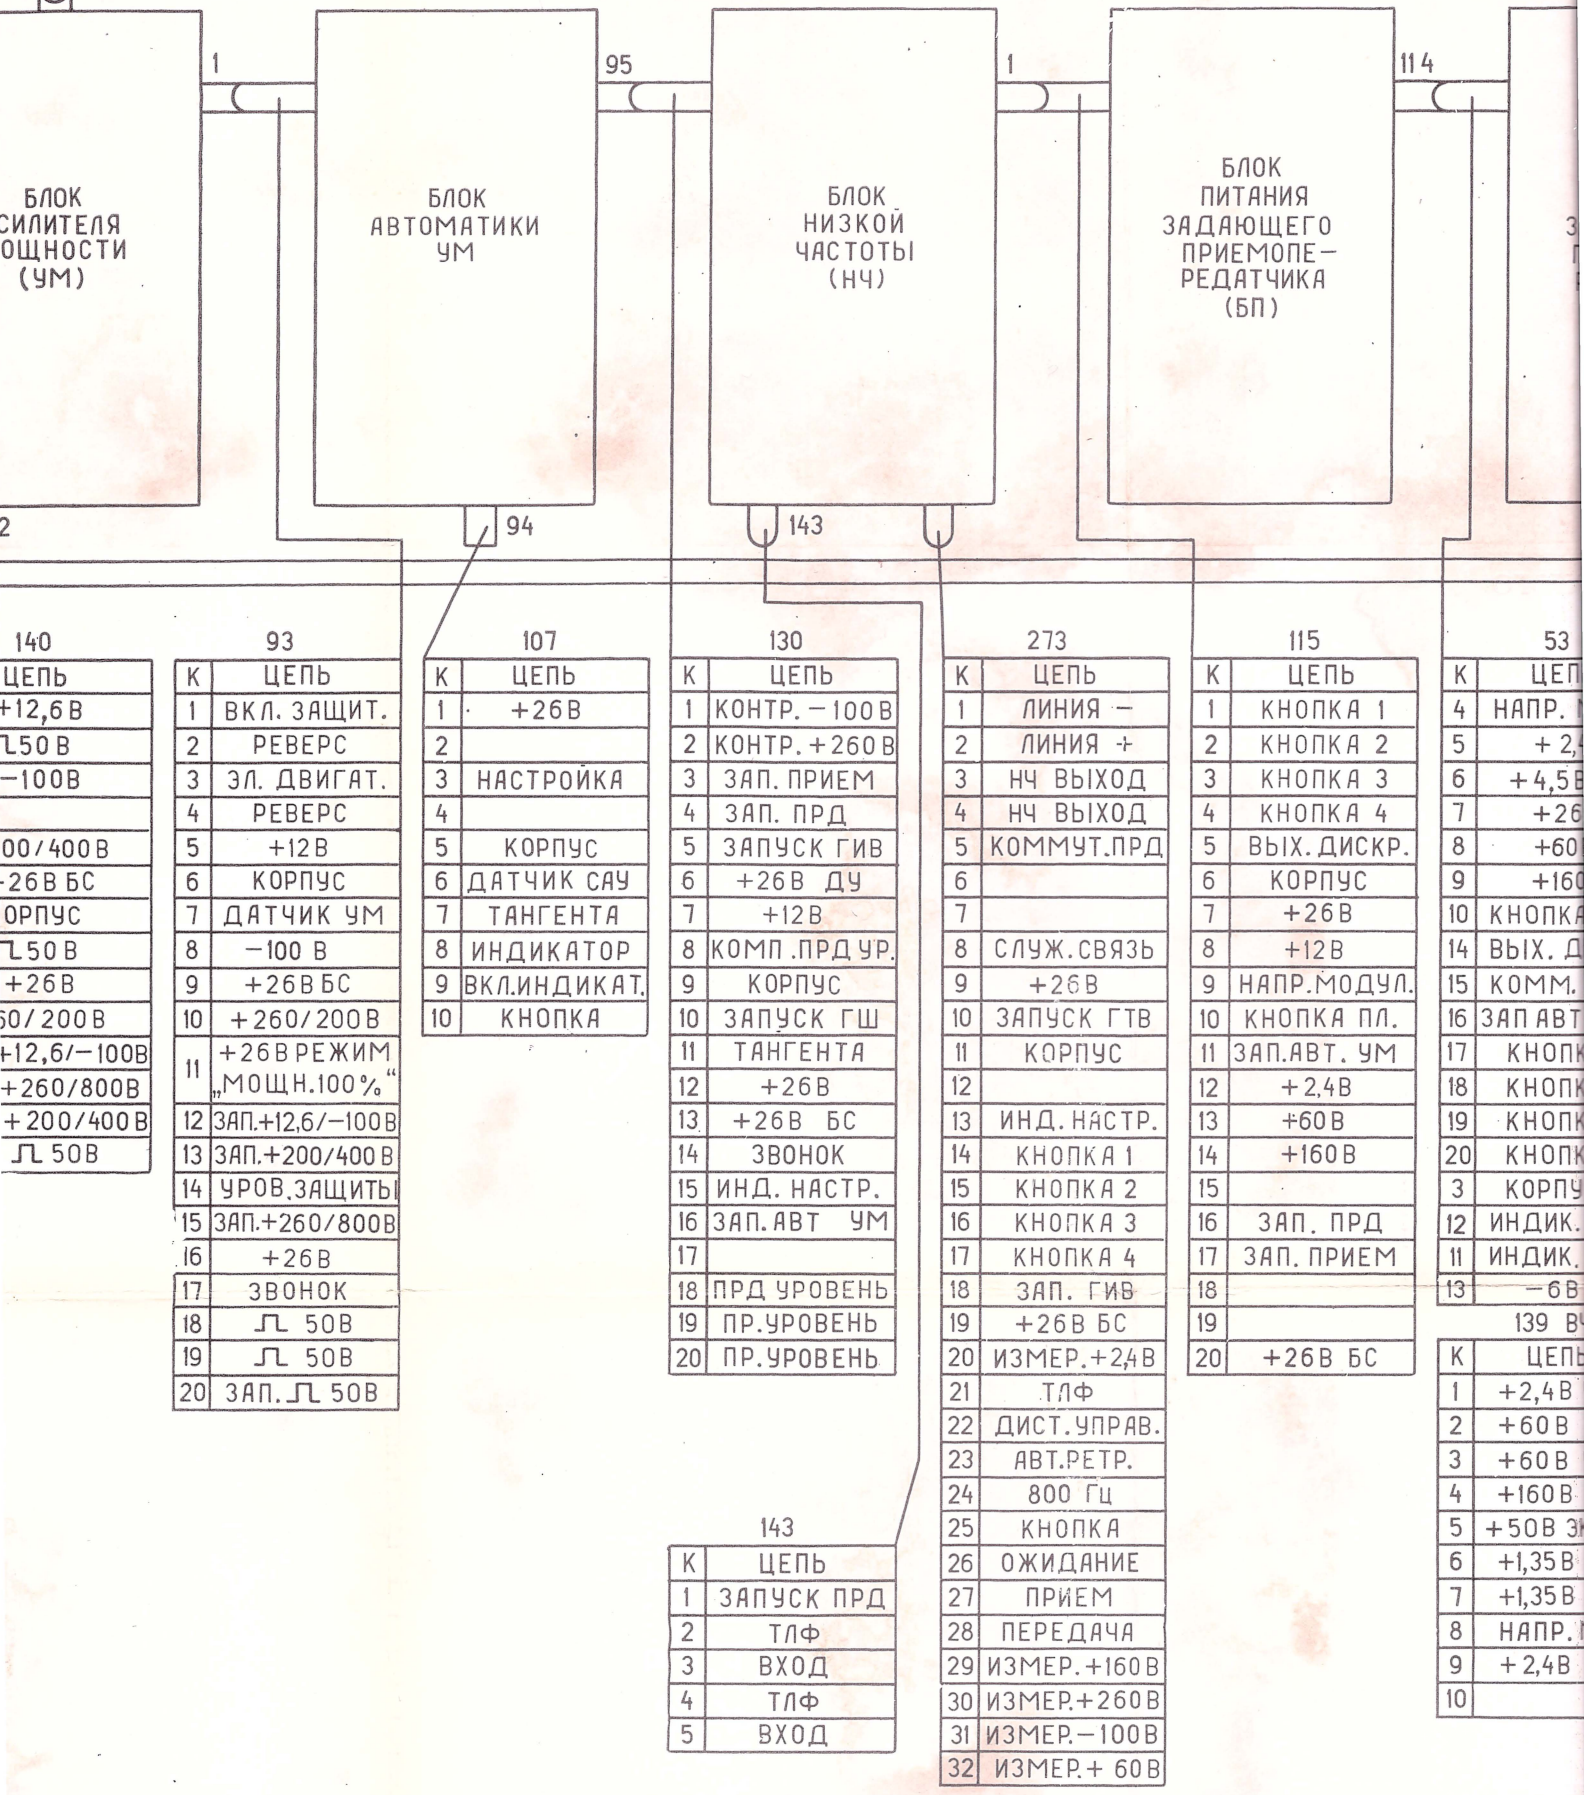 1
95
1
114
БЛОК
СИЛИТЕЛЯ
ОЩНОСТИ
(УМ)
БЛОК
АВТОМАТИКИ
УМ
БЛОК
НИЗКОЙ
ЧАСТОТЫ
(НЧ)
БЛОК
ПИТАНИЯ
ЗАДАЮЩЕГО
ПРИЕМОПЕ–
РЕДАТЧИКА
(БП)
2
94
143
140
ЦЕПЬ
+12,6В
50В
–100В
00/400В
26В БС
ОРПУС
50В
+26В
60/200В
+12,6/–100В
+260/800В
+200/400В
⎍ 50В
93
К ЦЕПЬ
1 ВКЛ. ЗАЩИТ.
2 РЕВЕРС
3 ЭЛ. ДВИГАТ.
4 РЕВЕРС
5 +12В
6 КОРПУС
7 ДАТЧИК УМ
8 –100 В
9 +26В БС
10 +260/200В
11 +26В РЕЖИМ
„МОЩН.100%“
12 ЗАП.+12,6/–100В
13 ЗАП.+200/400В
14 УРОВ.ЗАЩИТЫ
15 ЗАП.+260/800В
16 +26В
17 ЗВОНОК
18 ⎍ 50В
19 ⎍ 50В
20 ЗАП. ⎍ 50В
107
К ЦЕПЬ
1 +26В
2
3 НАСТРОЙКА
4
5 КОРПУС
6 ДАТЧИК САУ
7 ТАНГЕНТА
8 ИНДИКАТОР
9 ВКЛ.ИНДИКАТ.
10 КНОПКА
130
К ЦЕПЬ
1 КОНТР.–100В
2 КОНТР.+260В
3 ЗАП. ПРИЕМ
4 ЗАП. ПРД
5 ЗАПУСК ГИВ
6 +26В ДУ
7 +12В
8 КОМП.ПРД УР.
9 КОРПУС
10 ЗАПУСК ГШ
11 ТАНГЕНТА
12 +26В
13 +26В БС
14 ЗВОНОК
15 ИНД. НАСТР.
16 ЗАП.АВТ УМ
17
18 ПРД УРОВЕНЬ
19 ПР.УРОВЕНЬ
20 ПР.УРОВЕНЬ
143
К ЦЕПЬ
1 ЗАПУСК ПРД
2 ТЛФ
3 ВХОД
4 ТЛФ
5 ВХОД
273
К ЦЕПЬ
1 ЛИНИЯ –
2 ЛИНИЯ +
3 НЧ ВЫХОД
4 НЧ ВЫХОД
5 КОММУТ.ПРД
6
7
8 СЛУЖ.СВЯЗЬ
9 +26В
10 ЗАПУСК ГТВ
11 КОРПУС
12
13 ИНД. НАСТР.
14 КНОПКА 1
15 КНОПКА 2
16 КНОПКА 3
17 КНОПКА 4
18 ЗАП. ГИВ
19 +26В БС
20 ИЗМЕР.+2,4В
21 ТЛФ
22 ДИСТ.УПРАВ.
23 АВТ.РЕТР.
24 800 Гц
25 КНОПКА
26 ОЖИДАНИЕ
27 ПРИЕМ
28 ПЕРЕДАЧА
29 ИЗМЕР.+160В
30 ИЗМЕР.+260В
31 ИЗМЕР.–100В
32 ИЗМЕР.+ 60В
115
К ЦЕПЬ
1 КНОПКА 1
2 КНОПКА 2
3 КНОПКА 3
4 КНОПКА 4
5 ВЫХ.ДИСКР.
6 КОРПУС
7 +26В
8 +12В
9 НАПР.МОДУЛ.
10 КНОПКА ПЛ.
11 ЗАП.АВТ. УМ
12 +2,4В
13 +60В
14 +160В
15
16 ЗАП. ПРД
17 ЗАП. ПРИЕМ
18
19
20 +26В БС
53
К ЦЕП
4 НАПР.
5 +2,
6 +4,5В
7 +26
8 +60
9 +160
10 КНОПКА
14 ВЫХ. Д
15 КОММ.
16 ЗАП АВТ
17 КНОПК
18 КНОПК
19 КНОПК
20 КНОПК
3 КОРПУ
12 ИНДИК.
11 ИНДИК.
13 –6В
139 ВЧ
К ЦЕПЬ
1 +2,4В
2 +60В
3 +60В
4 +160В
5 +50В
6 +1,35В
7 +1,35В
8 НАПР.
9 +2,4В
10